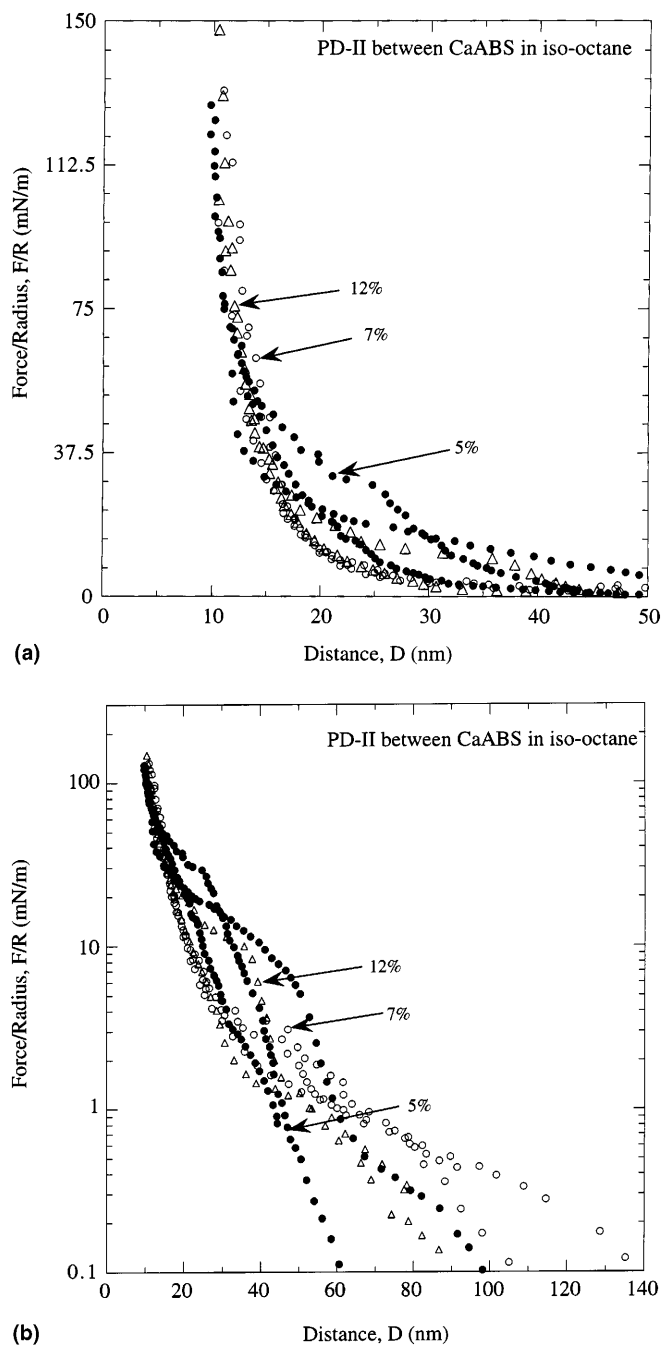 150
PD-II between CaABS in iso-octane
112.5
12%
75
7%
5%
37.5
0
0 10 20 30 40 50
Force/Radius, F/R (mN/m)
(a)
Distance, D (nm)
PD-II between CaABS in iso-octane
100
10
12%
7%
1
5%
0.1
0 20 40 60 80 100 120 140
Force/Radius, F/R (mN/m)
(b)
Distance, D (nm)